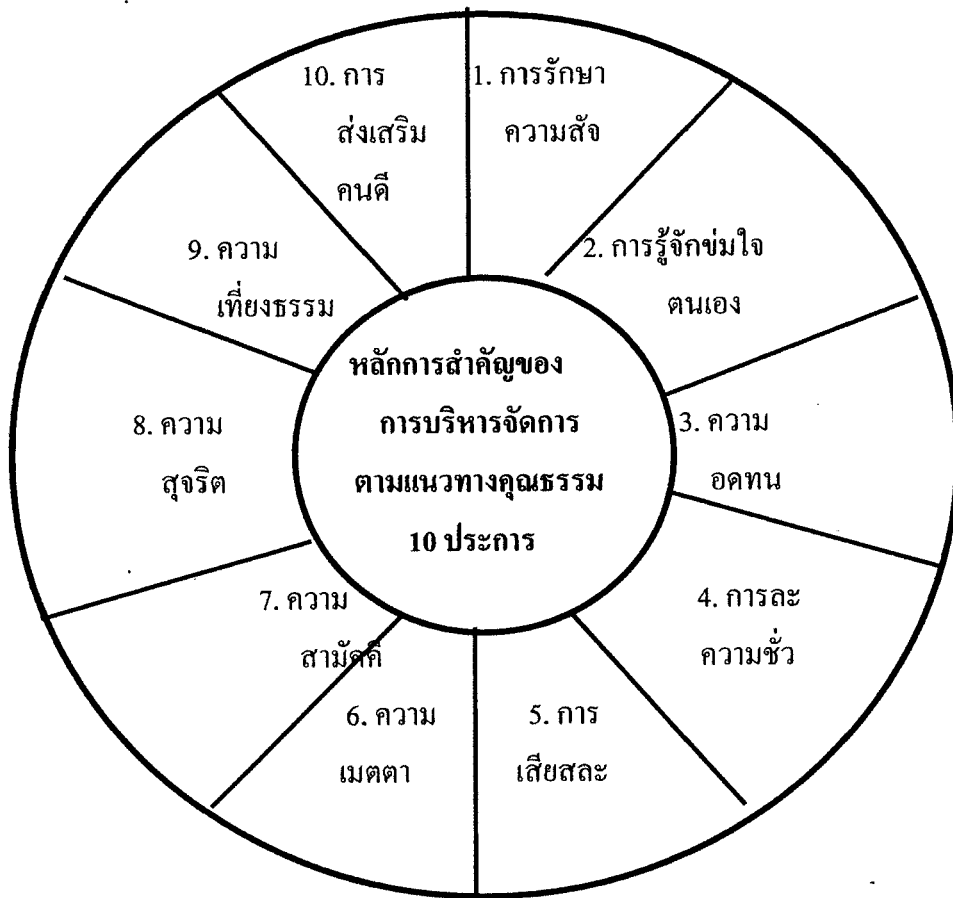 หลักการสำคัญของ
การบริหารจัดการ
ตามแนวทางคุณธรรม
10 ประการ
1. การรักษา
ความสัจ
2. การรู้จักข่มใจ
ตนเอง
3. ความ
อดทน
4. การละ
ความชั่ว
5. การ
เสียสละ
6. ความ
เมตตา
7. ความ
สามัคคี
8. ความ
สุจริต
9. ความ
เที่ยงธรรม
10. การ
ส่งเสริม
คนดี